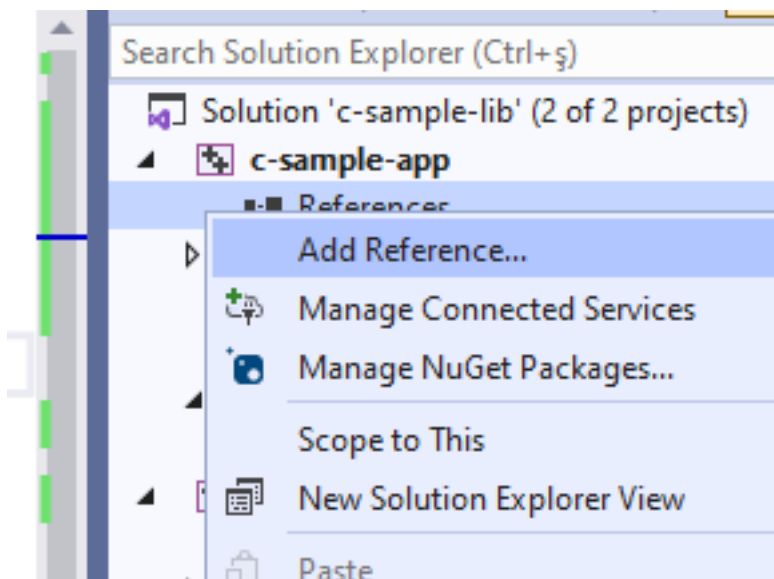 Search Solution Explorer (Ctrl+ş)
Solution 'c-sample-lib' (2 of 2 projects)
c-sample-app
References
Add Reference...
Manage Connected Services
Manage NuGet Packages...
Scope to This
New Solution Explorer View
Paste